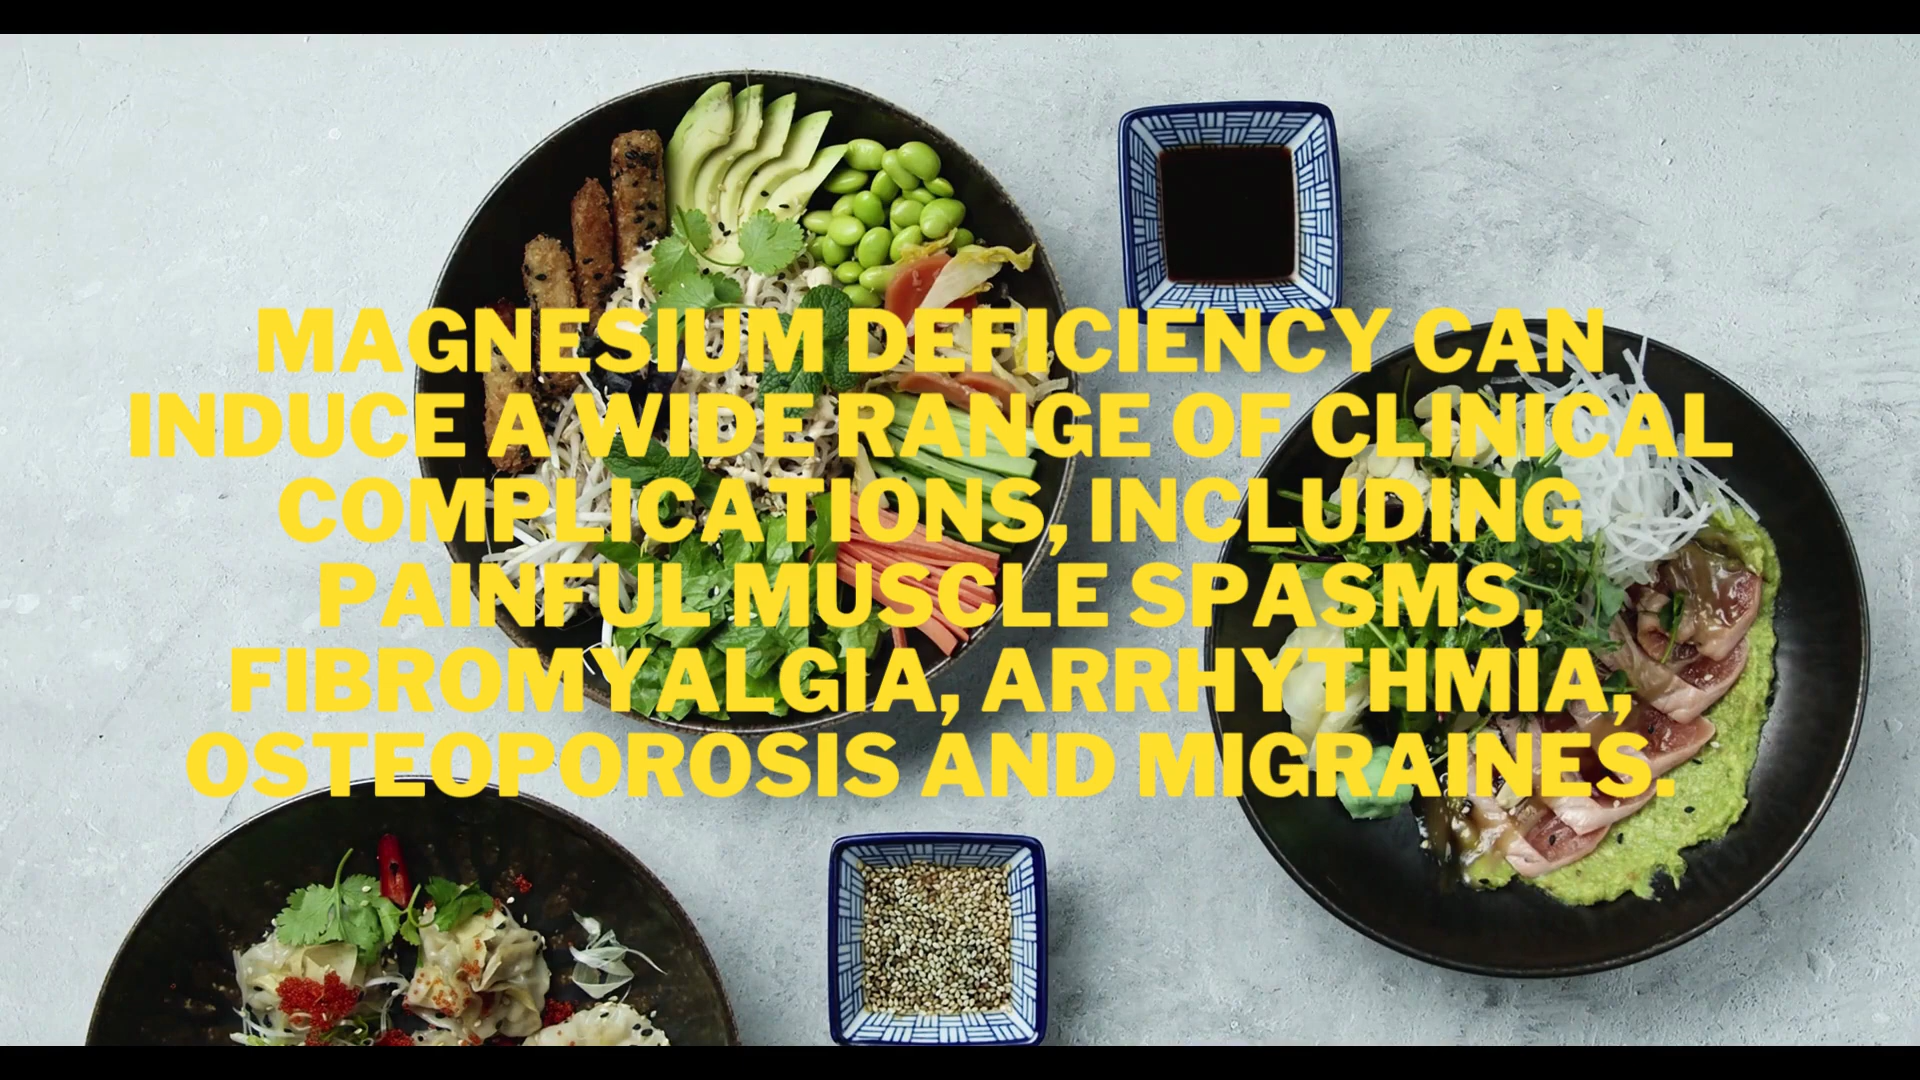 MAGNESIUM DEFICIENCY CAN
INDUCE A WIDE RANGE OF CLINICAL
COMPLICATIONS, INCLUDING
PAINFUL MUSCLE SPASMS,
FIBROMYALGIA, ARRHYTHMIA,
OSTEOPOROSIS AND MIGRAINES.